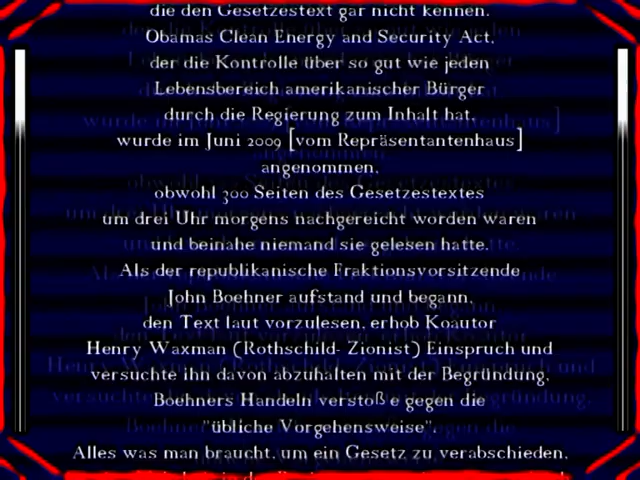 die den Gesetzestext gar nicht kennen.
Obamas Clean Energy and Security Act,
der die Kontrolle über so gut wie jeden
Lebensbereich amerikanischer Bürger
durch die Regierung zum Inhalt hat,
wurde im Juni 2009 [vom Repräsentantenhaus]
angenommen,
obwohl 300 Seiten des Gesetzestextes
um drei Uhr morgens nachgereicht worden waren
und beinahe niemand sie gelesen hatte.
Als der republikanische Fraktionsvorsitzende
John Boehner aufstand und begann,
den Text laut vorzulesen, erhob Koautor
Henry Waxman (Rothschild- Zionist) Einspruch und
versuchte ihn davon abzuhalten mit der Begründung,
Boehners Handeln verstoß e gegen die
"übliche Vorgehensweise".
Alles was man braucht, um ein Gesetz zu verabschieden,